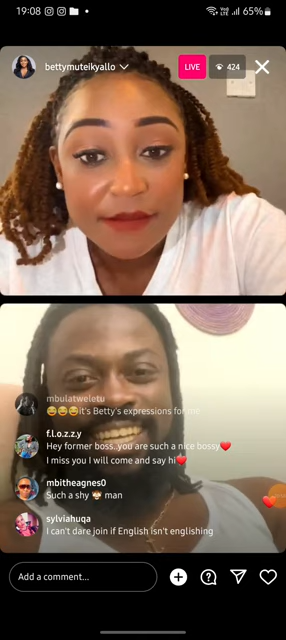 19:08
65%
bettymuteikyallo
LIVE
424
mbulatweletu
😂😂😂it's Betty's expressions for me
f.l.o.z.z.y
Hey former boss..you are such a nice bossy❤️
I miss you I will come and say hi❤️
mbitheagnes0
Such a shy man
sylviahuqa
I can't dare join if English isn't englishing
Add a comment...